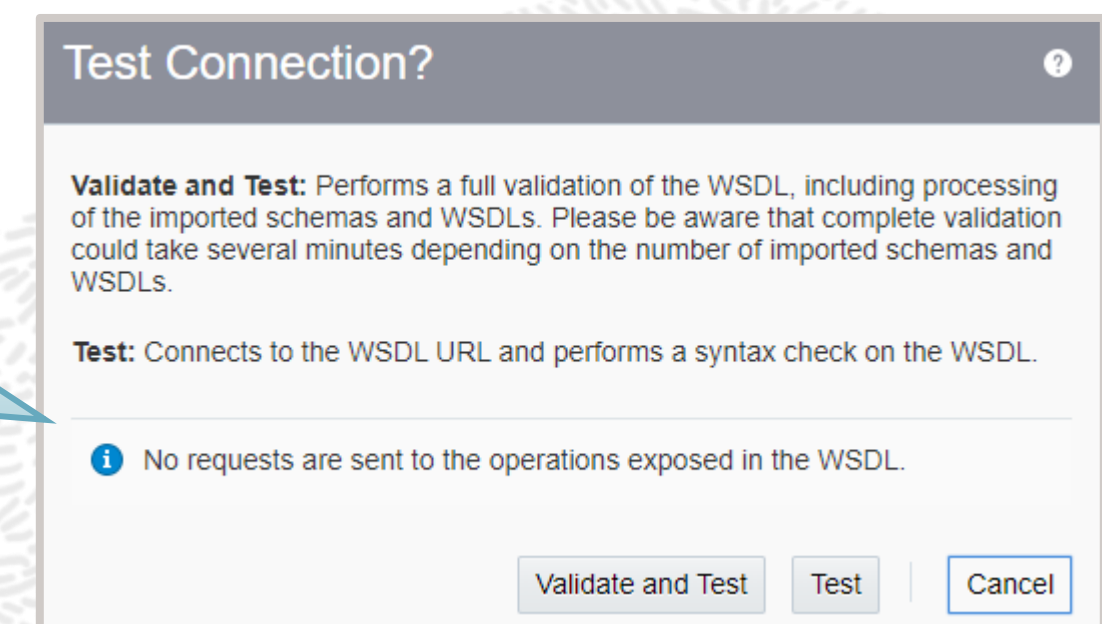 Test Connection?
Validate and Test: Performs a full validation of the WSDL, including processing
of the imported schemas and WSDLs. Please be aware that complete validation
could take several minutes depending on the number of imported schemas and
WSDLs.
Test: Connects to the WSDL URL and performs a syntax check on the WSDL.
No requests are sent to the operations exposed in the WSDL.
Validate and Test Test Cancel